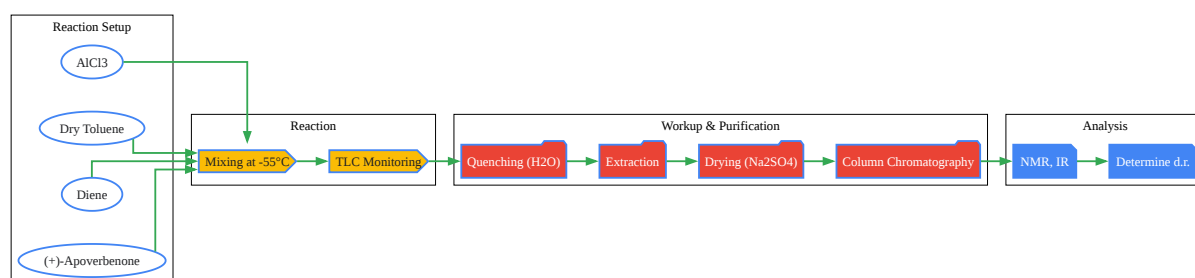 Reaction Setup
AlCl3
Dry Toluene
Diene
(+)-Apoverbenone
Reaction
Mixing at -55°C
TLC Monitoring
Workup & Purification
Quenching (H2O)
Extraction
Drying (Na2SO4)
Column Chromatography
Analysis
NMR, IR
Determine d.r.